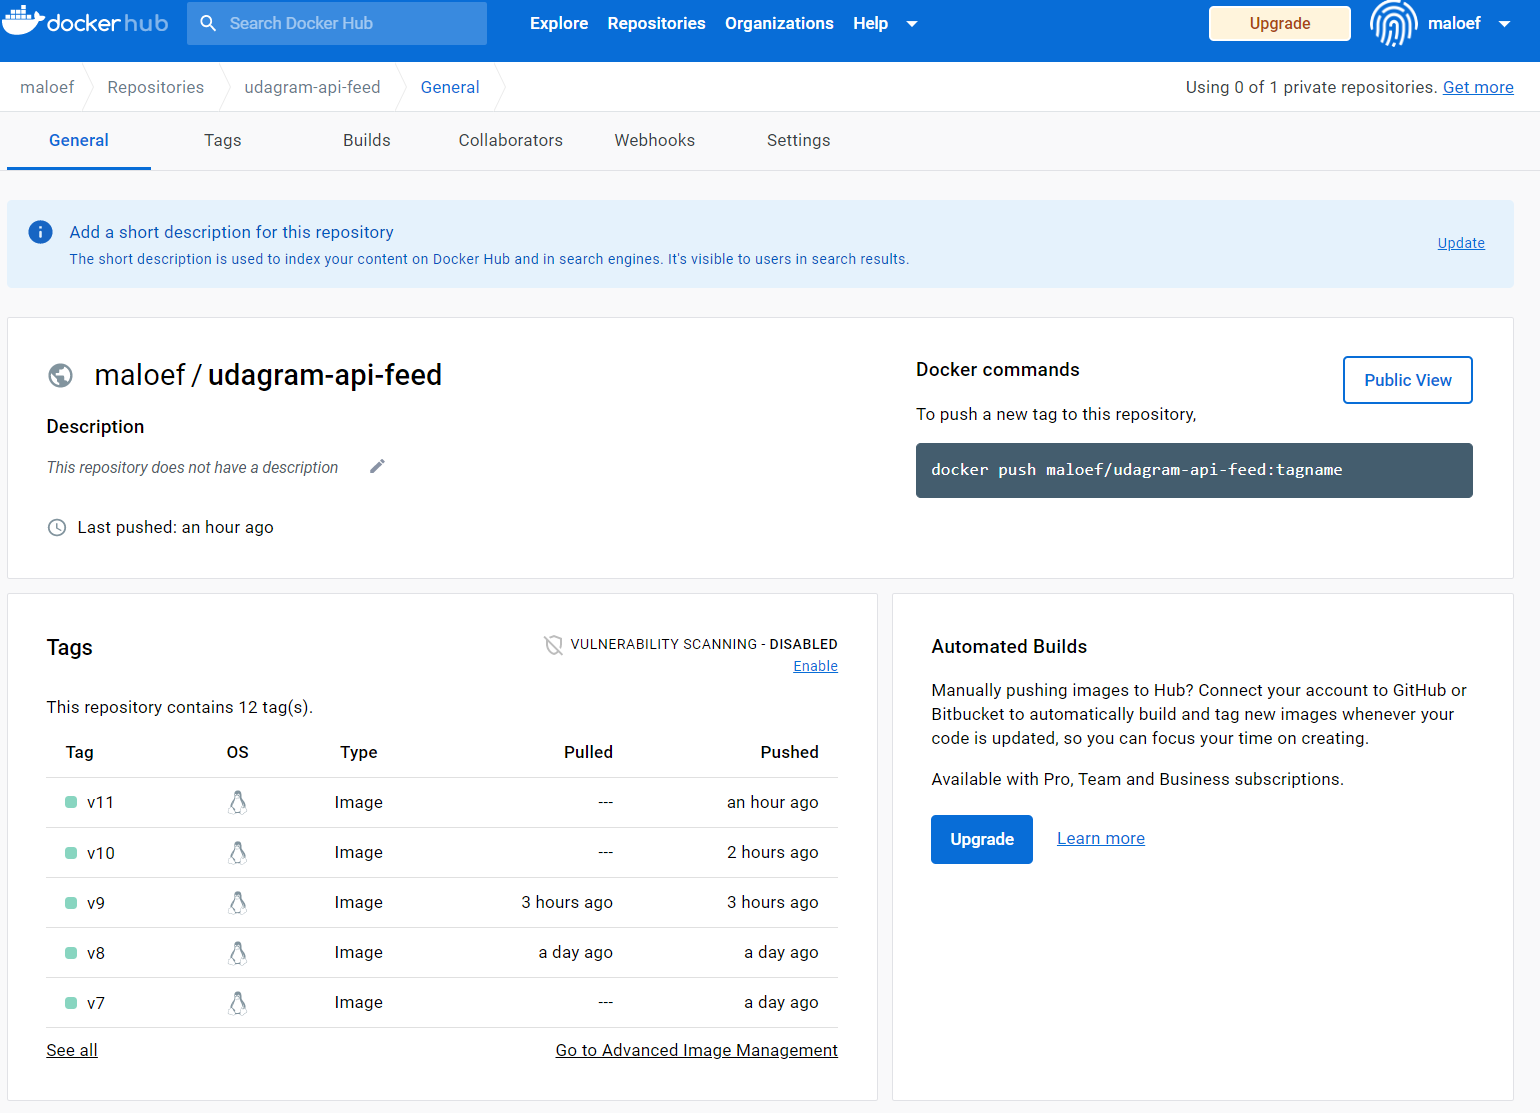 docker hub Search Docker Hub Explore Repositories Organizations Help Upgrade maloef
maloef Repositories udagram-api-feed General Using 0 of 1 private repositories. Get more
General Tags Builds Collaborators Webhooks Settings
Add a short description for this repository
The short description is used to index your content on Docker Hub and in search engines. It's visible to users in search results.
Update
maloef / udagram-api-feed
Description
This repository does not have a description
Last pushed: an hour ago
Docker commands
Public View
To push a new tag to this repository,
docker push maloef/udagram-api-feed:tagname
Tags
VULNERABILITY SCANNING - DISABLED
Enable
This repository contains 12 tag(s).
Tag OS Type Pulled Pushed
v11 Image --- an hour ago
v10 Image --- 2 hours ago
v9 Image 3 hours ago 3 hours ago
v8 Image a day ago a day ago
v7 Image --- a day ago
See all Go to Advanced Image Management
Automated Builds
Manually pushing images to Hub? Connect your account to GitHub or
Bitbucket to automatically build and tag new images whenever your
code is updated, so you can focus your time on creating.
Available with Pro, Team and Business subscriptions.
Upgrade Learn more